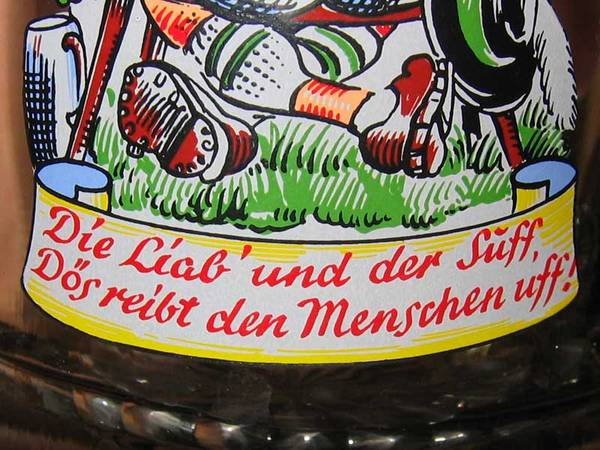 Die Liab' und der Suff,
Dös reibt den Menschen uff!